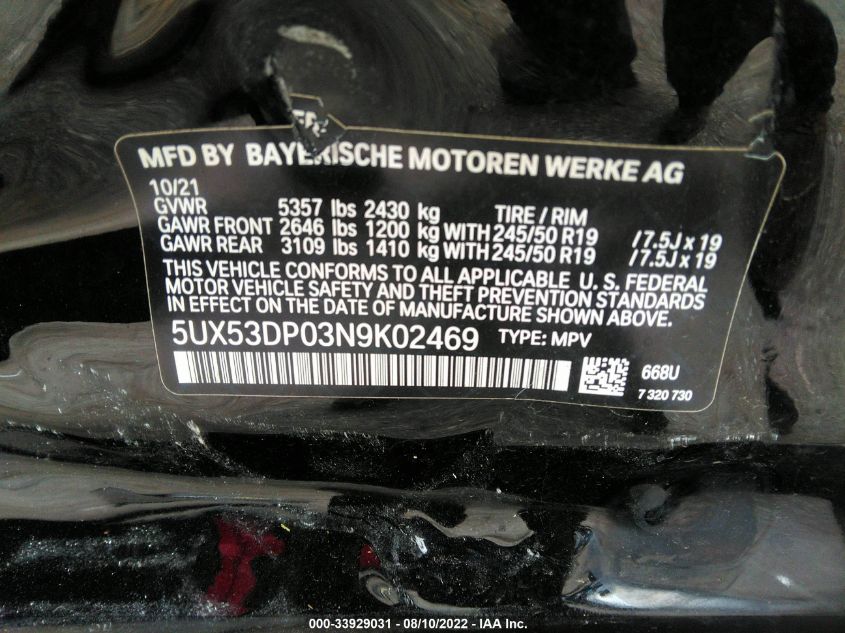 MFD BY BAYERISCHE MOTOREN WERKE AG
10/21
GVWR 5357 lbs 2430 kg TIRE / RIM
GAWR FRONT 2646 lbs 1200 kg WITH 245/50 R19 / 7.5J x 19
GAWR REAR 3109 lbs 1410 kg WITH 245/50 R19 / 7.5J x 19
THIS VEHICLE CONFORMS TO ALL APPLICABLE U. S. FEDERAL
MOTOR VEHICLE SAFETY AND THEFT PREVENTION STANDARDS
IN EFFECT ON THE DATE OF MANUFACTURE SHOWN ABOVE.
5UX53DP03N9K02469 TYPE: MPV
668U
7 320 730
000-33929031 - 08/10/2022 - IAA Inc.